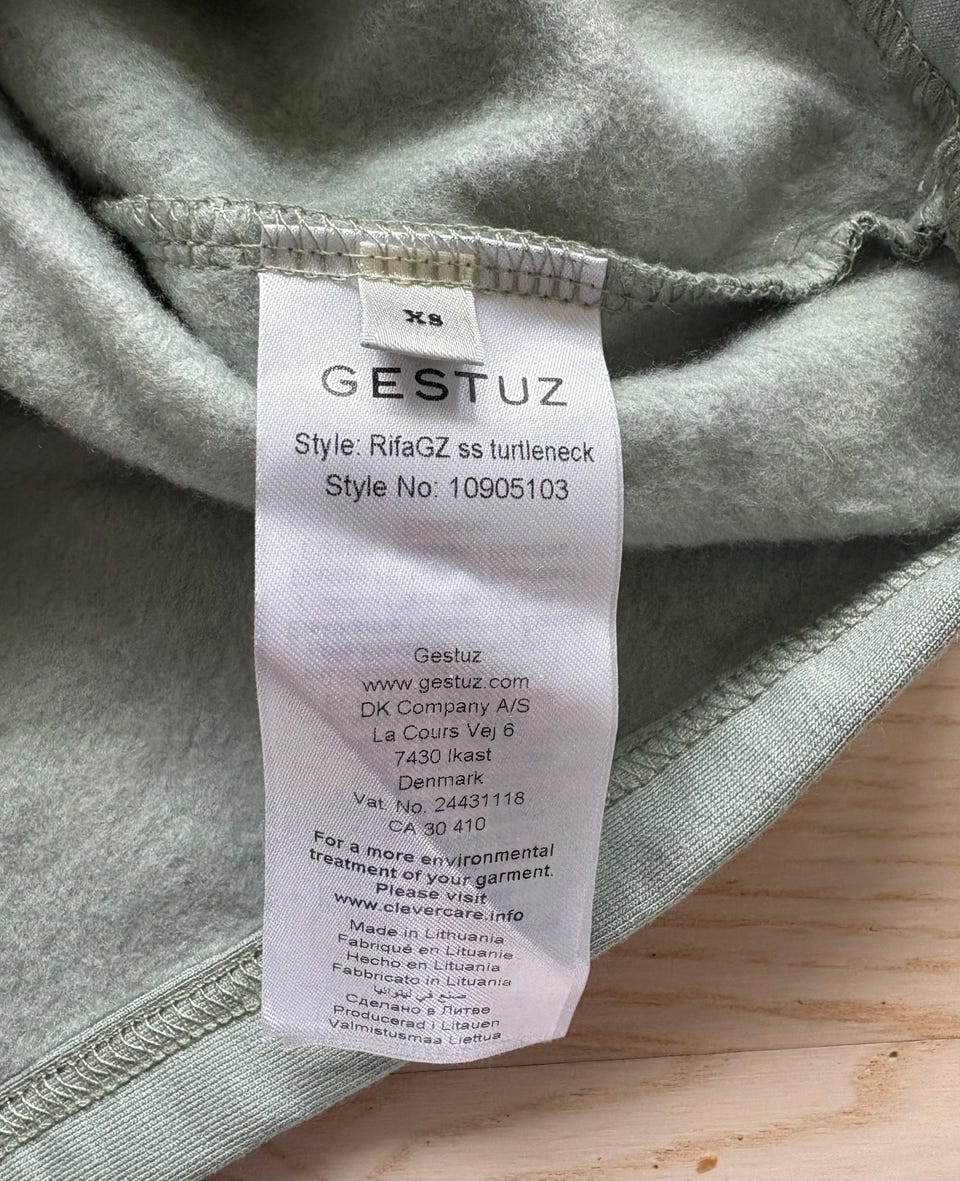 xs
GESTUZ
Style: RifaGZ ss turtleneck
Style No: 10905103
Gestuz
www.gestuz.com
DK Company A/S
La Cours Vej 6
7430 Ikast
Denmark
Vat. No. 24431118
CA 30 410
For a more environmental
treatment of your garment.
Please visit
www.clevercare.info
Made in Lithuania
Fabriqué en Lituanie
Hecho en Lituania
Fabbricato in Lituania
صنع في ليتوانيا
Сделано в Литве
Producerad i Litauen
Valmistusmaa Liettua